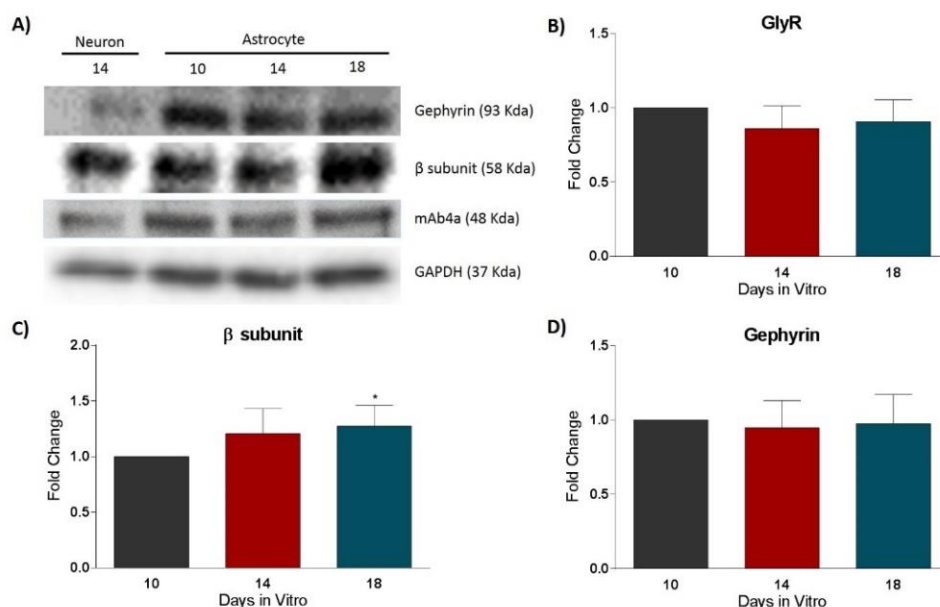 A)
Neuron Astrocyte
14 10 14 18
Gephyrin (93 Kda)
β subunit (58 Kda)
mAb4a (48 Kda)
GAPDH (37 Kda)
B)
GlyR
Fold Change
1.5
1.0
0.5
0.0
10 14 18
Days in Vitro
C)
β subunit
Fold Change
2.0
1.5
1.0
0.5
0.0
*
10 14 18
Days in Vitro
D)
Gephyrin
Fold Change
1.5
1.0
0.5
0.0
10 14 18
Days in Vitro